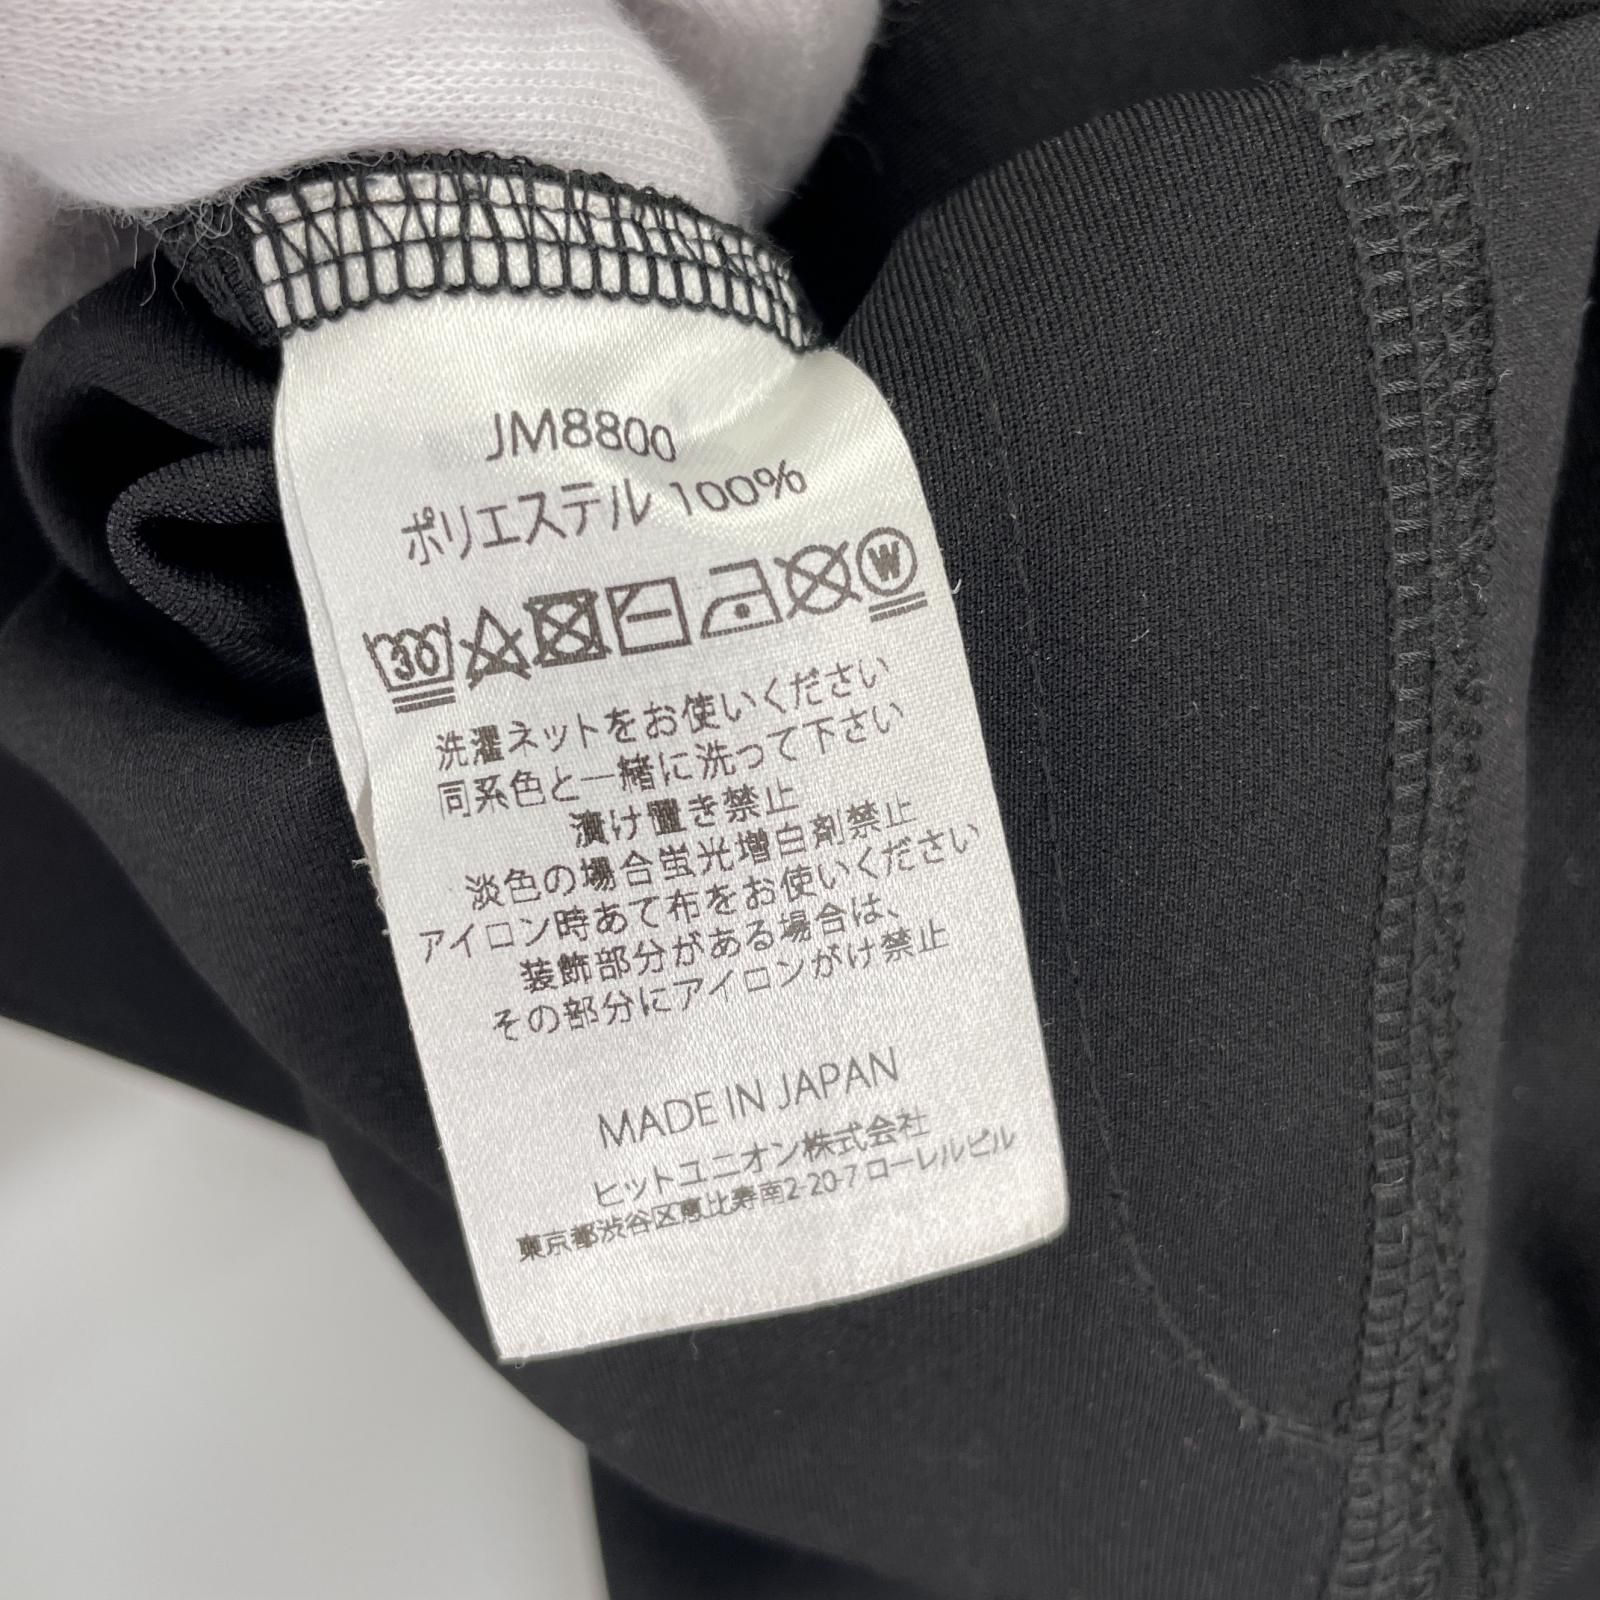 JM8800
ポリエステル 100%
30
W
洗濯ネットをお使いください
同系色と一緒に洗って下さい
漬け置き禁止
淡色の場合蛍光増白剤禁止
アイロン時あて布をお使いください
装飾部分がある場合は、
その部分にアイロンがけ禁止
MADE IN JAPAN
ヒットユニオン株式会社
東京都渋谷区恵比寿南2-20-7 ローレルビル